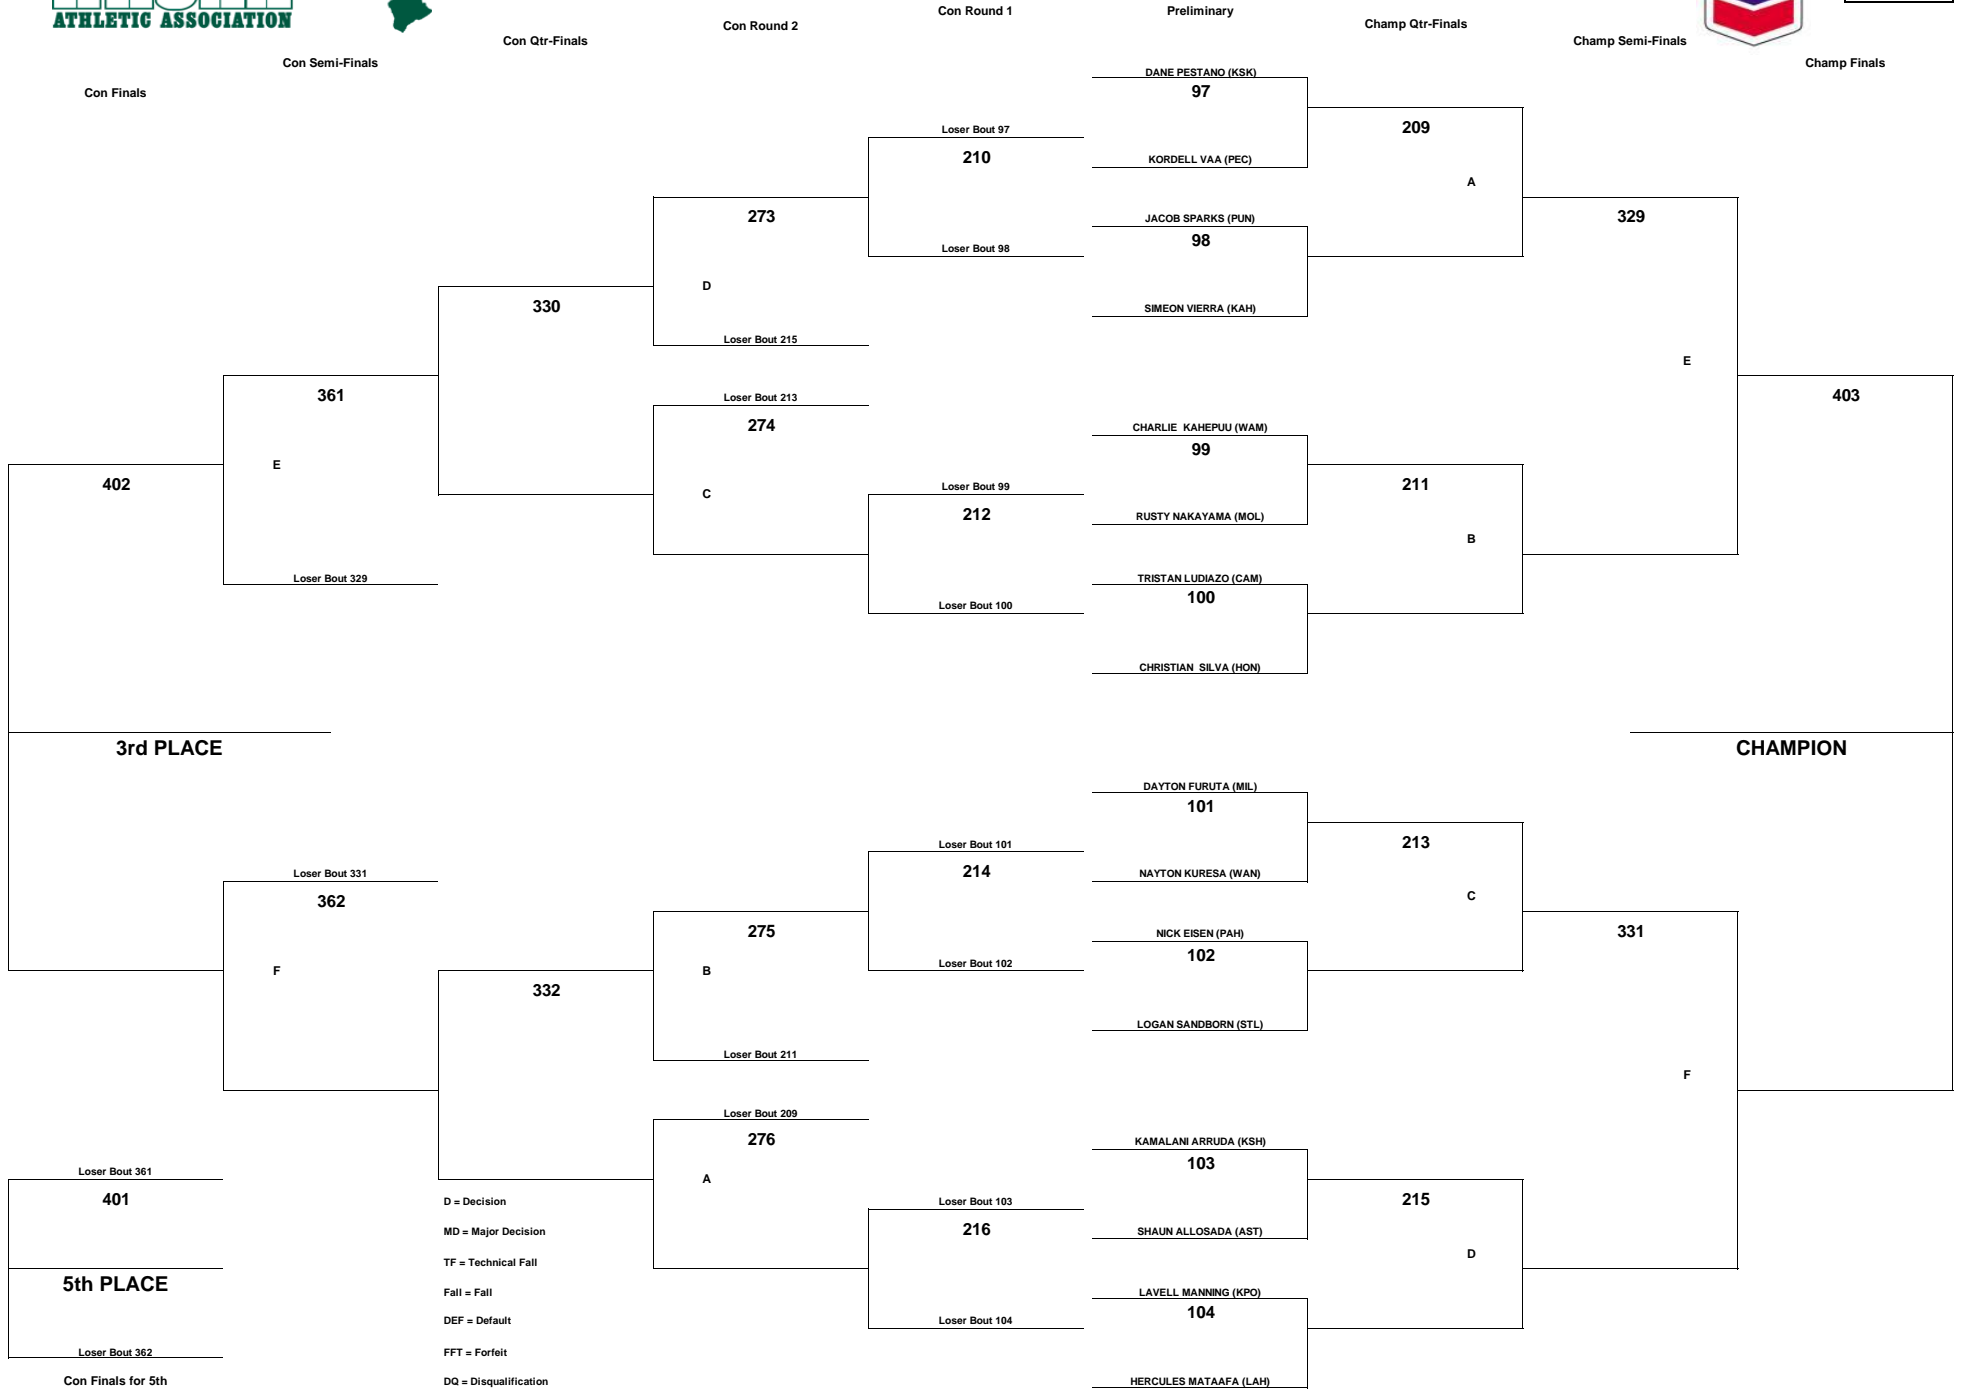 ATHLETIC ASSOCIATION
Con Finals
Con Semi-Finals
Con Qtr-Finals
Con Round 2
Con Round 1
Preliminary
Champ Qtr-Finals
Champ Semi-Finals
Champ Finals
DANE PESTANO (KSK)
97
KORDELL VAA (PEC)
JACOB SPARKS (PUN)
98
SIMEON VIERRA (KAH)
CHARLIE  KAHEPUU (WAM)
99
RUSTY NAKAYAMA (MOL)
TRISTAN LUDIAZO (CAM)
100
CHRISTIAN  SILVA (HON)
DAYTON FURUTA (MIL)
101
NAYTON KURESA (WAN)
NICK EISEN (PAH)
102
LOGAN SANDBORN (STL)
KAMALANI ARRUDA (KSH)
103
SHAUN ALLOSADA (AST)
LAVELL MANNING (KPO)
104
HERCULES MATAAFA (LAH)
209
A
211
B
213
C
215
D
329
E
331
F
403
CHAMPION
Loser Bout 97
210
Loser Bout 98
Loser Bout 99
212
Loser Bout 100
Loser Bout 101
214
Loser Bout 102
Loser Bout 103
216
Loser Bout 104
273
D
Loser Bout 215
Loser Bout 213
274
C
275
B
Loser Bout 211
Loser Bout 209
276
A
330
332
361
E
Loser Bout 329
Loser Bout 331
362
F
402
3rd PLACE
Loser Bout 361
401
5th PLACE
Loser Bout 362
Con Finals for 5th
D = Decision
MD = Major Decision
TF = Technical Fall
Fall = Fall
DEF = Default
FFT = Forfeit
DQ = Disqualification